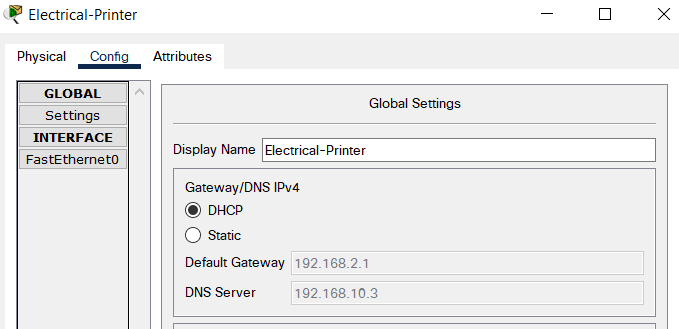 Electrical-Printer
Physical Config Attributes
GLOBAL
Settings
INTERFACE
FastEthernet0
Global Settings
Display Name Electrical-Printer
Gateway/DNS IPv4
DHCP
Static
Default Gateway 192.168.2.1
DNS Server 192.168.10.3